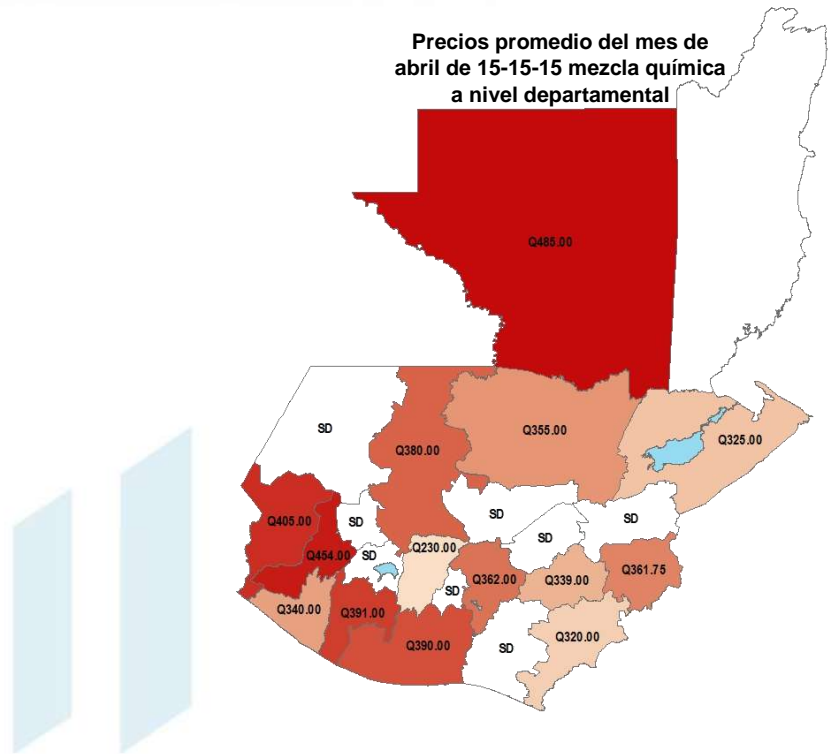 Precios promedio del mes de
abril de 15-15-15 mezcla química
a nivel departamental
Q485.00
SD
Q380.00
Q355.00
Q325.00
Q405.00
SD
SD
SD
SD
Q454.00
SD
Q230.00
Q362.00
Q339.00
Q361.75
SD
Q340.00
Q391.00
Q390.00
SD
Q320.00